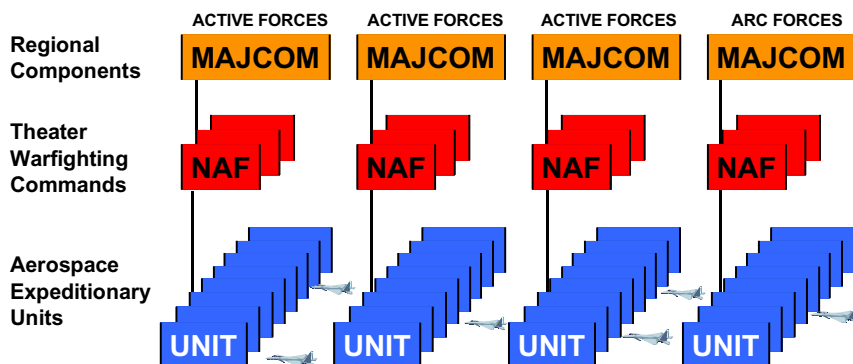 ACTIVE FORCES ACTIVE FORCES ACTIVE FORCES ARC FORCES
Regional
Components
MAJCOM MAJCOM MAJCOM MAJCOM
Theater
Warfighting
Commands
NAF NAF NAF NAF
Aerospace
Expeditionary
Units
UNIT UNIT UNIT UNIT